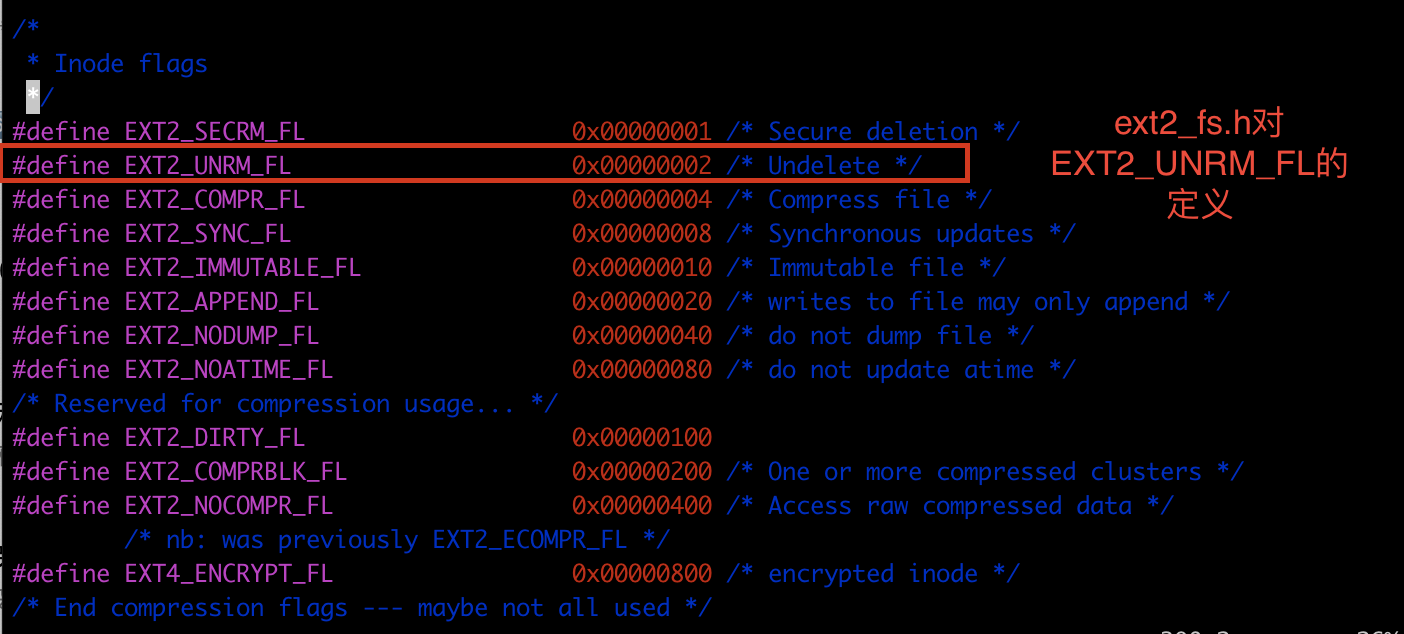 /*
 * Inode flags
 */
#define EXT2_SECRM_FL 0x00000001 /* Secure deletion */
#define EXT2_UNRM_FL 0x00000002 /* Undelete */
#define EXT2_COMPR_FL 0x00000004 /* Compress file */
#define EXT2_SYNC_FL 0x00000008 /* Synchronous updates */
#define EXT2_IMMUTABLE_FL 0x00000010 /* Immutable file */
#define EXT2_APPEND_FL 0x00000020 /* writes to file may only append */
#define EXT2_NODUMP_FL 0x00000040 /* do not dump file */
#define EXT2_NOATIME_FL 0x00000080 /* do not update atime */
/* Reserved for compression usage... */
#define EXT2_DIRTY_FL 0x00000100
#define EXT2_COMPRBLK_FL 0x00000200 /* One or more compressed clusters */
#define EXT2_NOCOMPR_FL 0x00000400 /* Access raw compressed data */
/* nb: was previously EXT2_ECOMPR_FL */
#define EXT4_ENCRYPT_FL 0x00000800 /* encrypted inode */
/* End compression flags --- maybe not all used */
ext2_fs.h对
EXT2_UNRM_FL的
定义